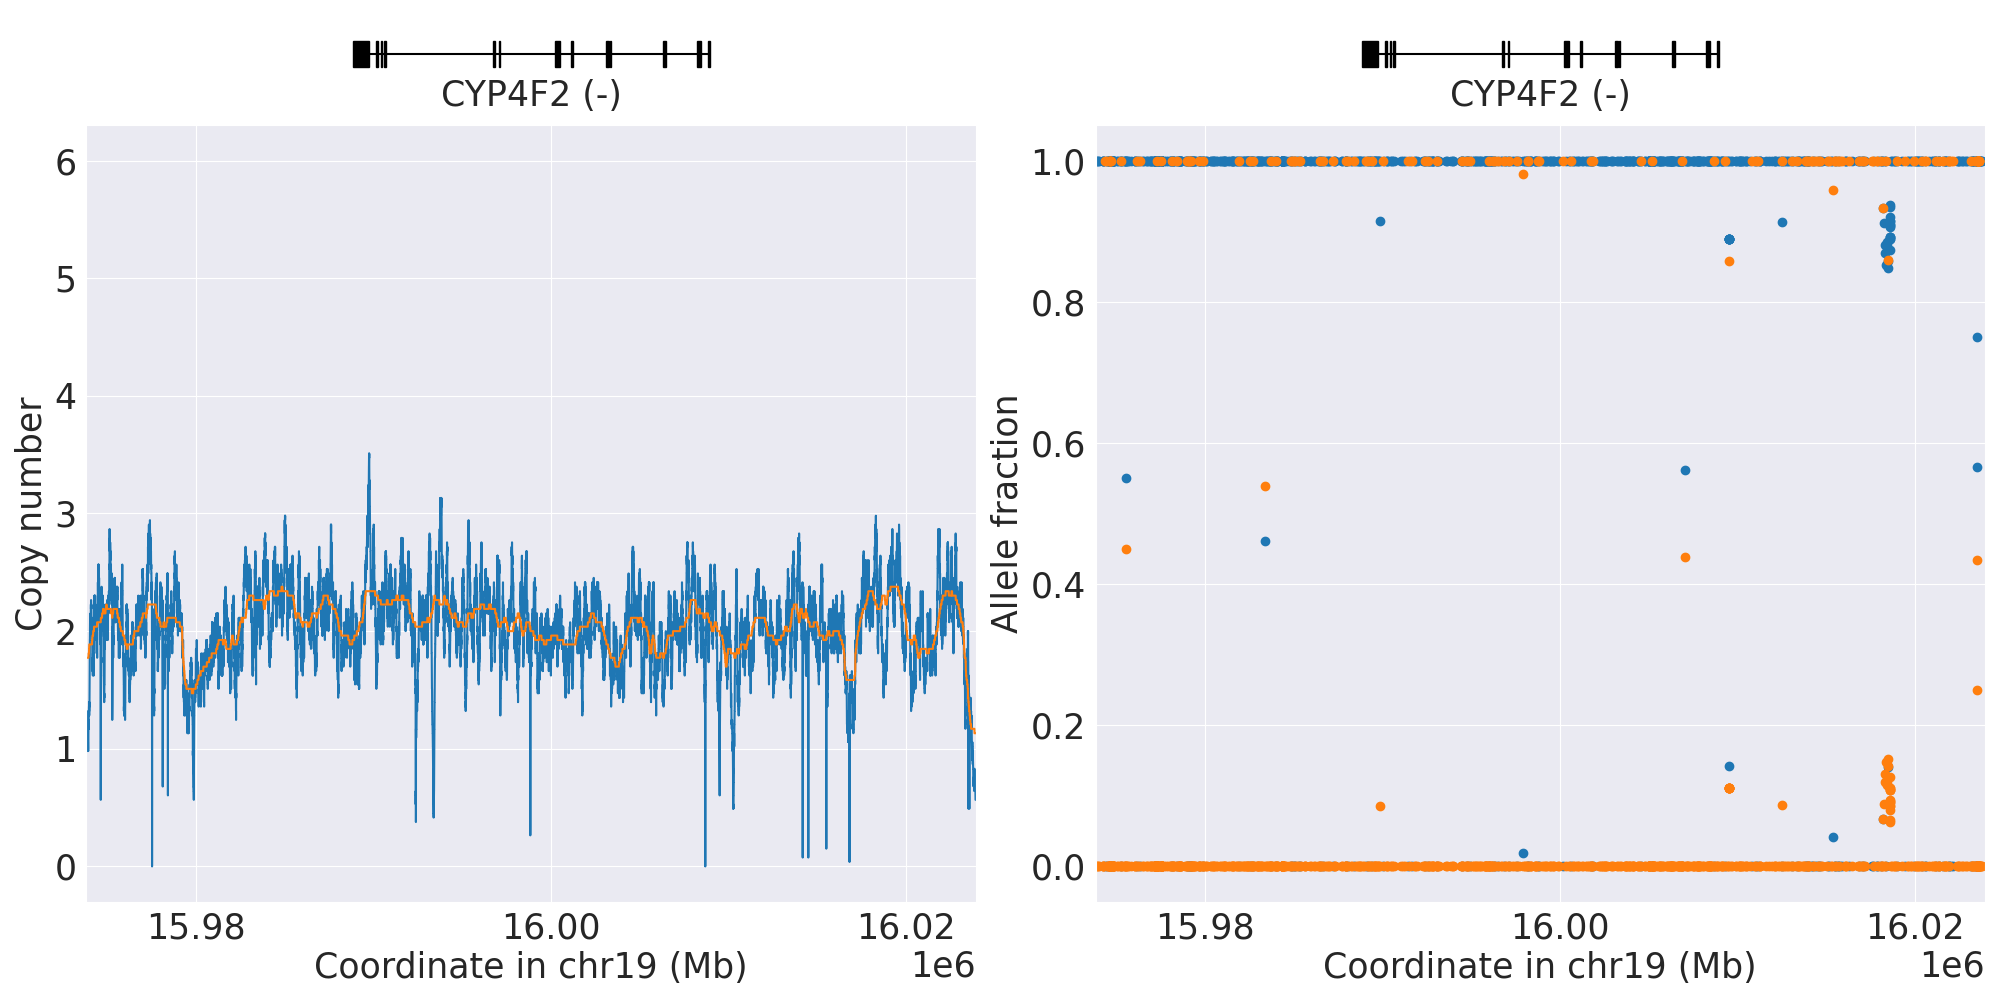 CYP4F2 (-)
6
5
4
3
2
1
0
Copy number
15.98
16.00
16.02
Coordinate in chr19 (Mb)
1e6
CYP4F2 (-)
1.0
0.8
0.6
0.4
0.2
0.0
Allele fraction
15.98
16.00
16.02
Coordinate in chr19 (Mb)
1e6